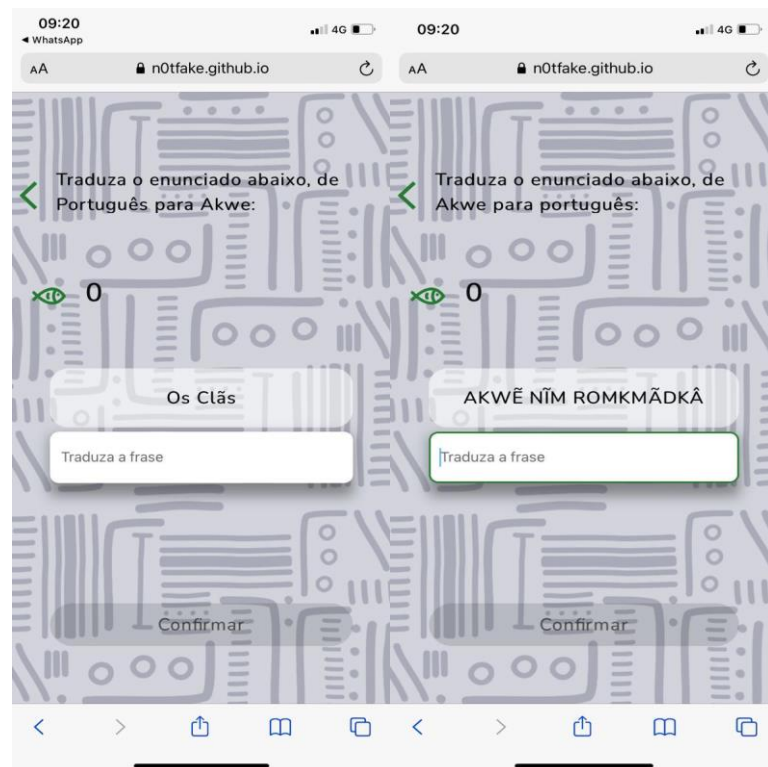 09:20
4G
WhatsApp
AA
n0tfake.github.io
Traduza o enunciado abaixo, de
Português para Akwe:
0
Os Clãs
Traduza a frase
Confirmar
09:20
4G
AA
n0tfake.github.io
Traduza o enunciado abaixo, de
Akwe para português:
0
AKWẼ NĨM ROMKMÃDKÂ
Traduza a frase
Confirmar